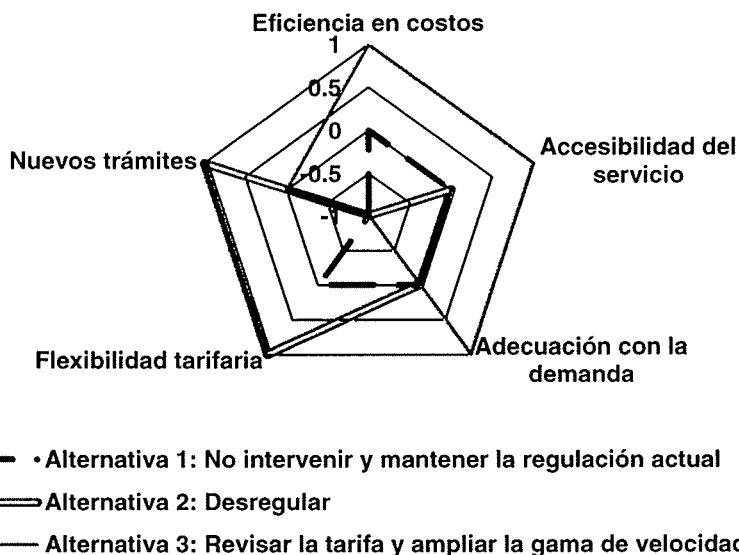 Eficiencia en costos
1
0.5
0
-0.5
-1
Nuevos trámites
Accesibilidad del
servicio
Flexibilidad tarifaria
Adecuación con la
demanda
Alternativa 1: No intervenir y mantener la regulación actual
Alternativa 2: Desregular
Alternativa 3: Revisar la tarifa y ampliar la gama de velocidad